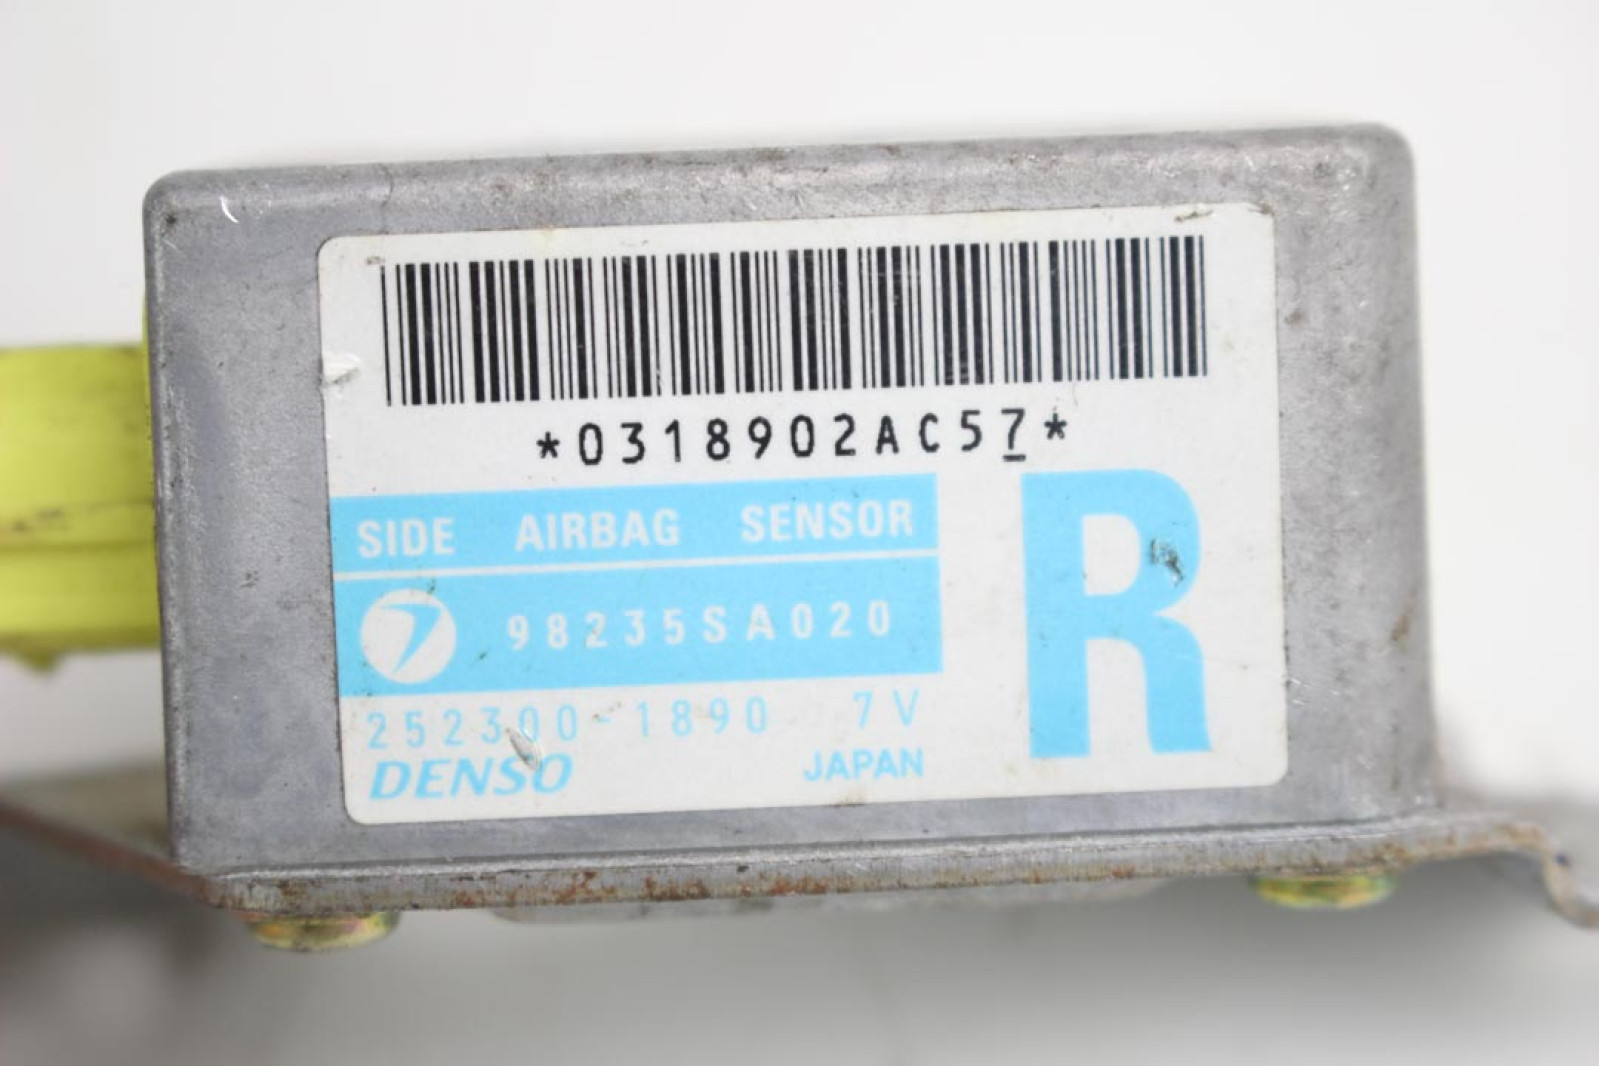 *0318902AC57*
SIDE AIRBAG SENSOR
98235SA020
252300-1890 7V
DENSO JAPAN
R